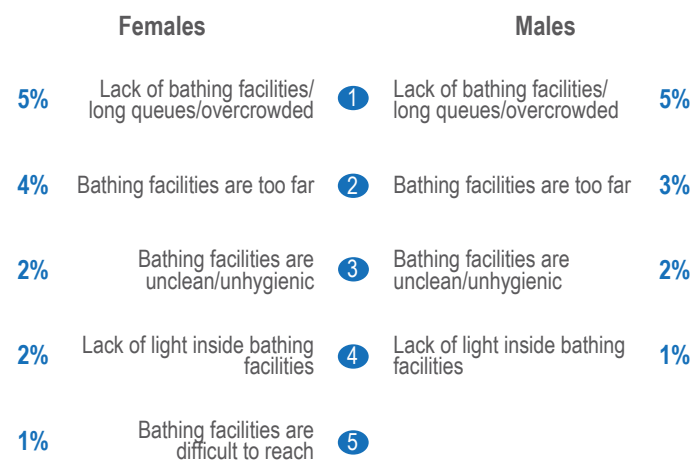 Females
Males
5%
Lack of bathing facilities/
long queues/overcrowded
1
Lack of bathing facilities/
long queues/overcrowded
5%
4%
Bathing facilities are too far
2
Bathing facilities are too far
3%
2%
Bathing facilities are
unclean/unhygienic
3
Bathing facilities are
unclean/unhygienic
2%
2%
Lack of light inside bathing
facilities
4
Lack of light inside bathing
facilities
1%
1%
Bathing facilities are
difficult to reach
5